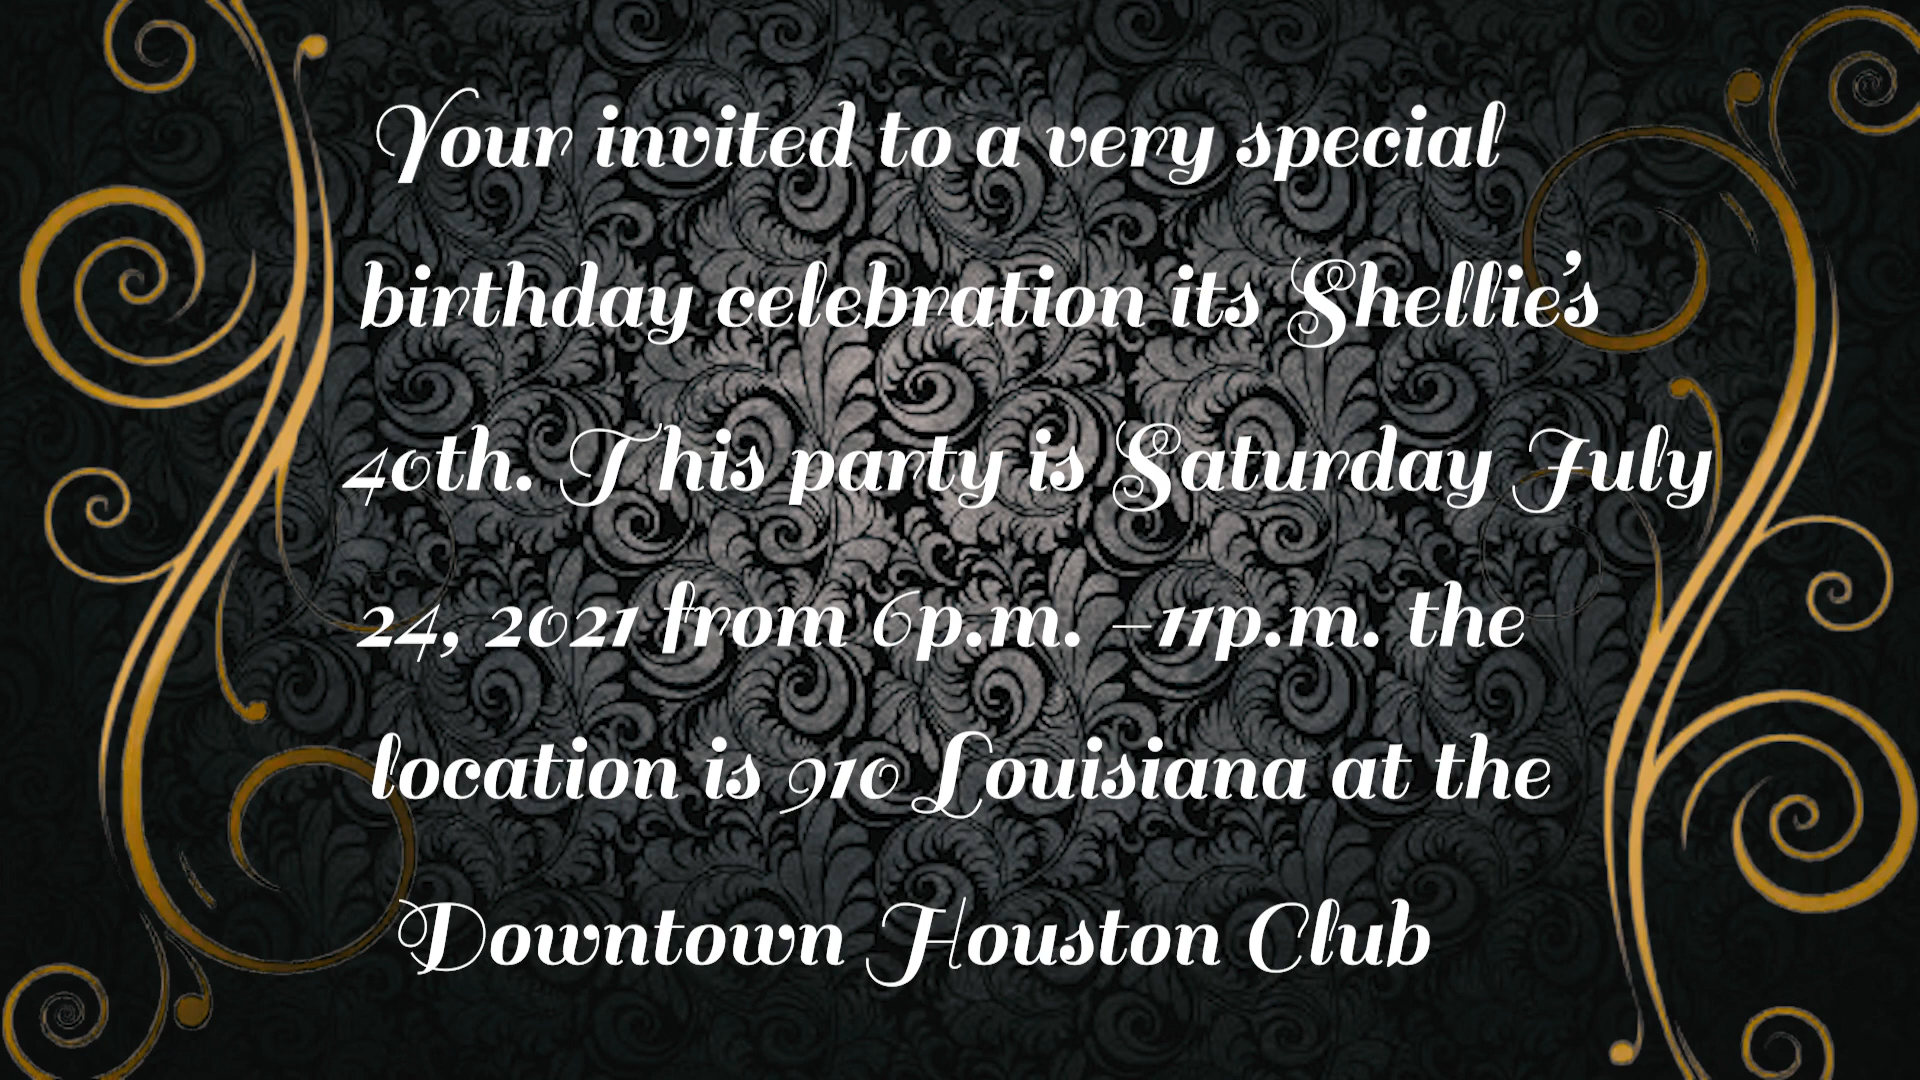 Your invited to a very special
birthday celebration its Shellie's
40th. This party is Saturday July
24, 2021 from 6p.m. -11p.m. the
location is 910 Louisiana at the
Downtown Houston Club